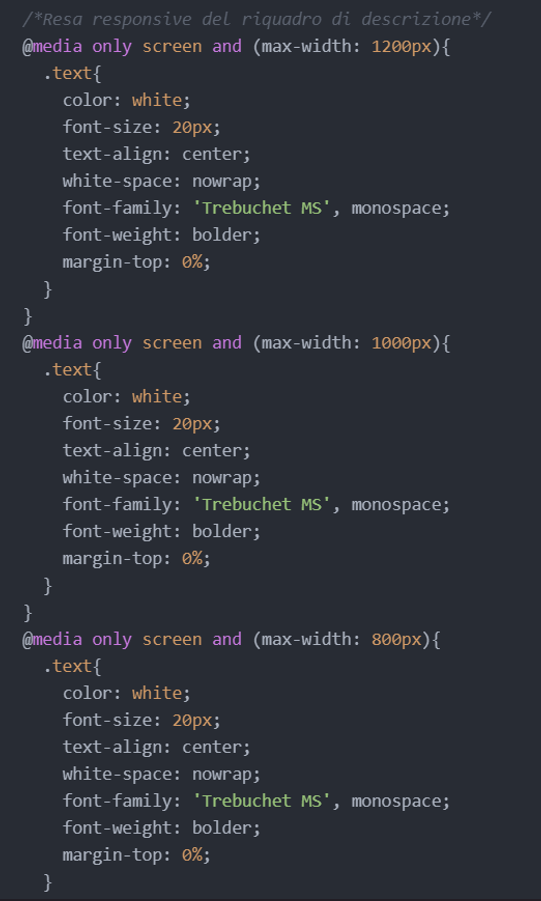 /*Resa responsive del riquadro di descrizione*/
@media only screen and (max-width: 1200px){
  .text{
    color: white;
    font-size: 20px;
    text-align: center;
    white-space: nowrap;
    font-family: 'Trebuchet MS', monospace;
    font-weight: bolder;
    margin-top: 0%;
  }
}
@media only screen and (max-width: 1000px){
  .text{
    color: white;
    font-size: 20px;
    text-align: center;
    white-space: nowrap;
    font-family: 'Trebuchet MS', monospace;
    font-weight: bolder;
    margin-top: 0%;
  }
}
@media only screen and (max-width: 800px){
  .text{
    color: white;
    font-size: 20px;
    text-align: center;
    white-space: nowrap;
    font-family: 'Trebuchet MS', monospace;
    font-weight: bolder;
    margin-top: 0%;
  }